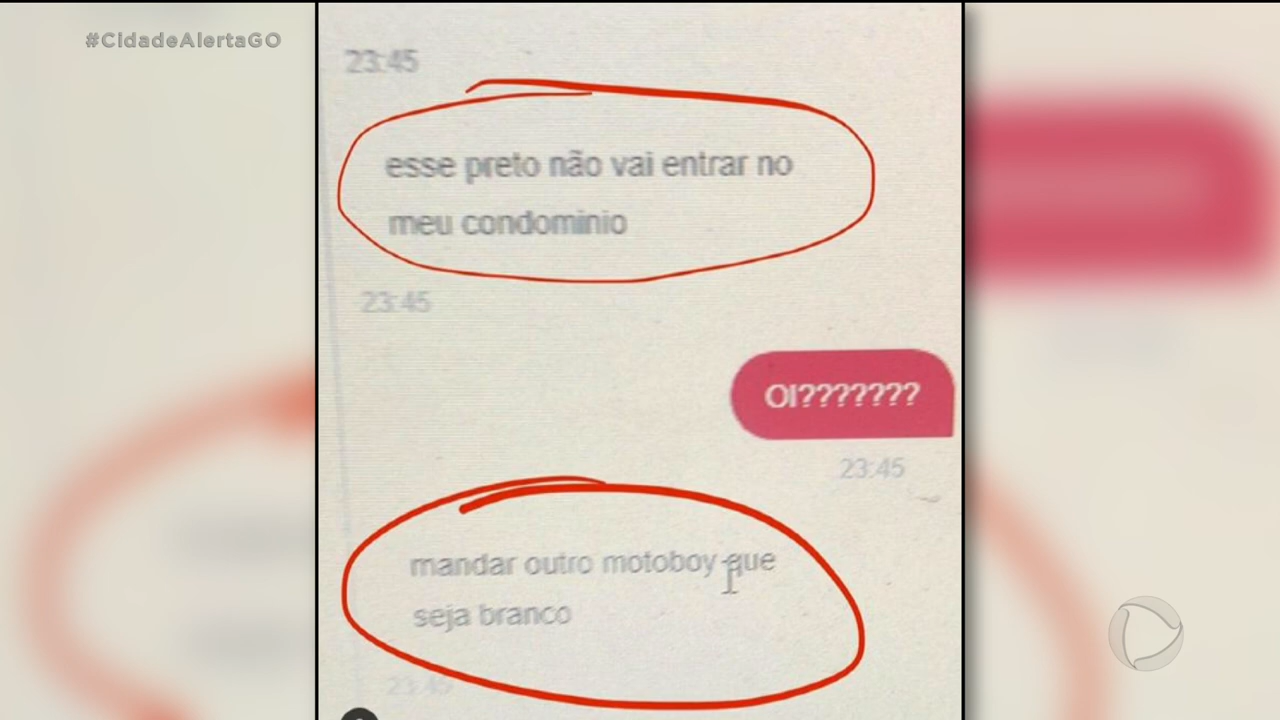 #CidadeAlertaGO
23:45
esse preto não vai entrar no
meu condominio
23:45
OI???????
23:45
mandar outro motoboy que
seja branco
23:45